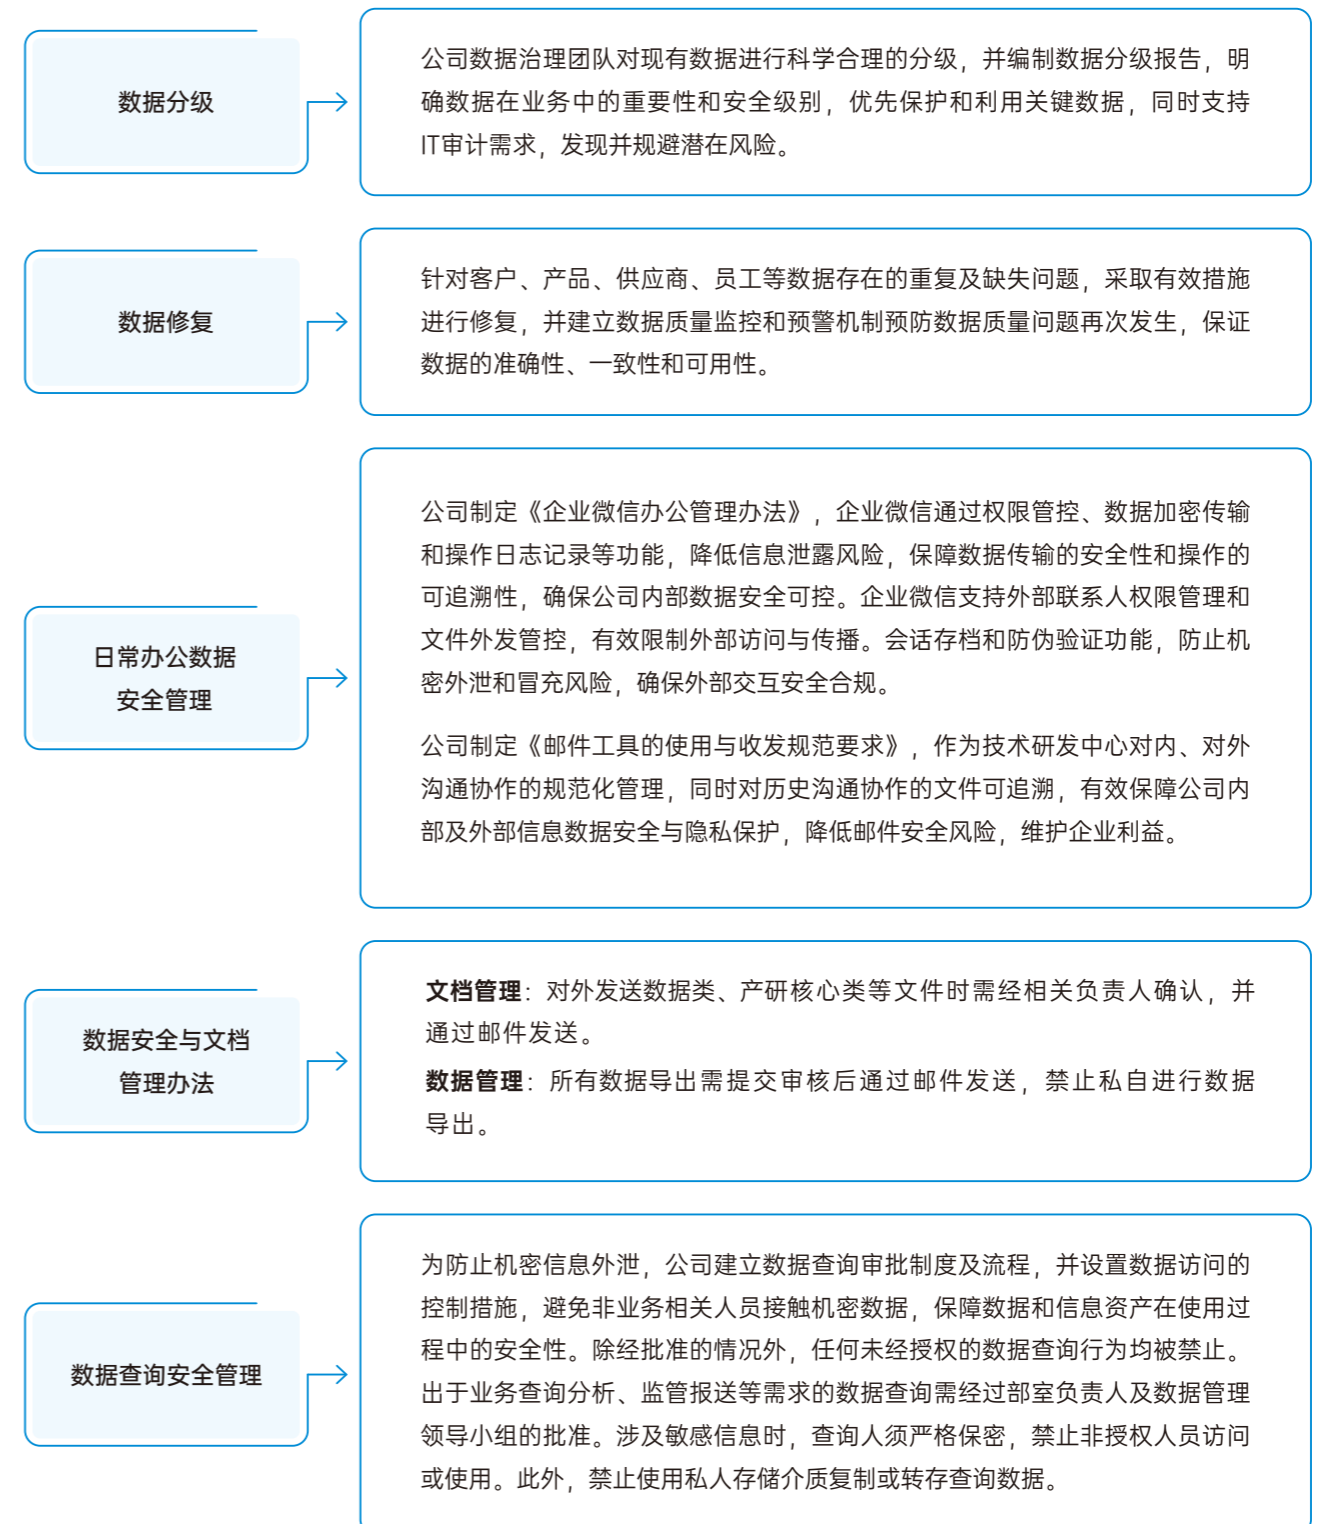 数据分级
公司数据治理团队对现有数据进行科学合理的分级，并编制数据分级报告，明
确数据在业务中的重要性和安全级别，优先保护和利用关键数据，同时支持
IT审计需求，发现并规避潜在风险。
数据修复
针对客户、产品、供应商、员工等数据存在的重复及缺失问题，采取有效措施
进行修复，并建立数据质量监控和预警机制预防数据质量问题再次发生，保证
数据的准确性、一致性和可用性。
日常办公数据
安全管理
公司制定《企业微信办公管理办法》，企业微信通过权限管控、数据加密传输
和操作日志记录等功能，降低信息泄露风险，保障数据传输的安全性和操作的
可追溯性，确保公司内部数据安全可控。企业微信支持外部联系人权限管理和
文件外发管控，有效限制外部访问与传播。会话存档和防伪验证功能，防止机
密外泄和冒充风险，确保外部交互安全合规。
公司制定《邮件工具的使用与收发规范要求》，作为技术研发中心对内、对外
沟通协作的规范化管理，同时对历史沟通协作的文件可追溯，有效保障公司内
部及外部信息数据安全与隐私保护，降低邮件安全风险，维护企业利益。
数据安全与文档
管理办法
文档管理：对外发送数据类、产研核心类等文件时需经相关负责人确认，并
通过邮件发送。
数据管理：所有数据导出需提交审核后通过邮件发送，禁止私自进行数据
导出。
数据查询安全管理
为防止机密信息外泄，公司建立数据查询审批制度及流程，并设置数据访问的
控制措施，避免非业务相关人员接触机密数据，保障数据和信息资产在使用过
程中的安全性。除经批准的情况外，任何未经授权的数据查询行为均被禁止。
出于业务查询分析、监管报送等需求的数据查询需经过部室负责人及数据管理
领导小组的批准。涉及敏感信息时，查询人须严格保密，禁止非授权人员访问
或使用。此外，禁止使用私人存储介质复制或转存查询数据。